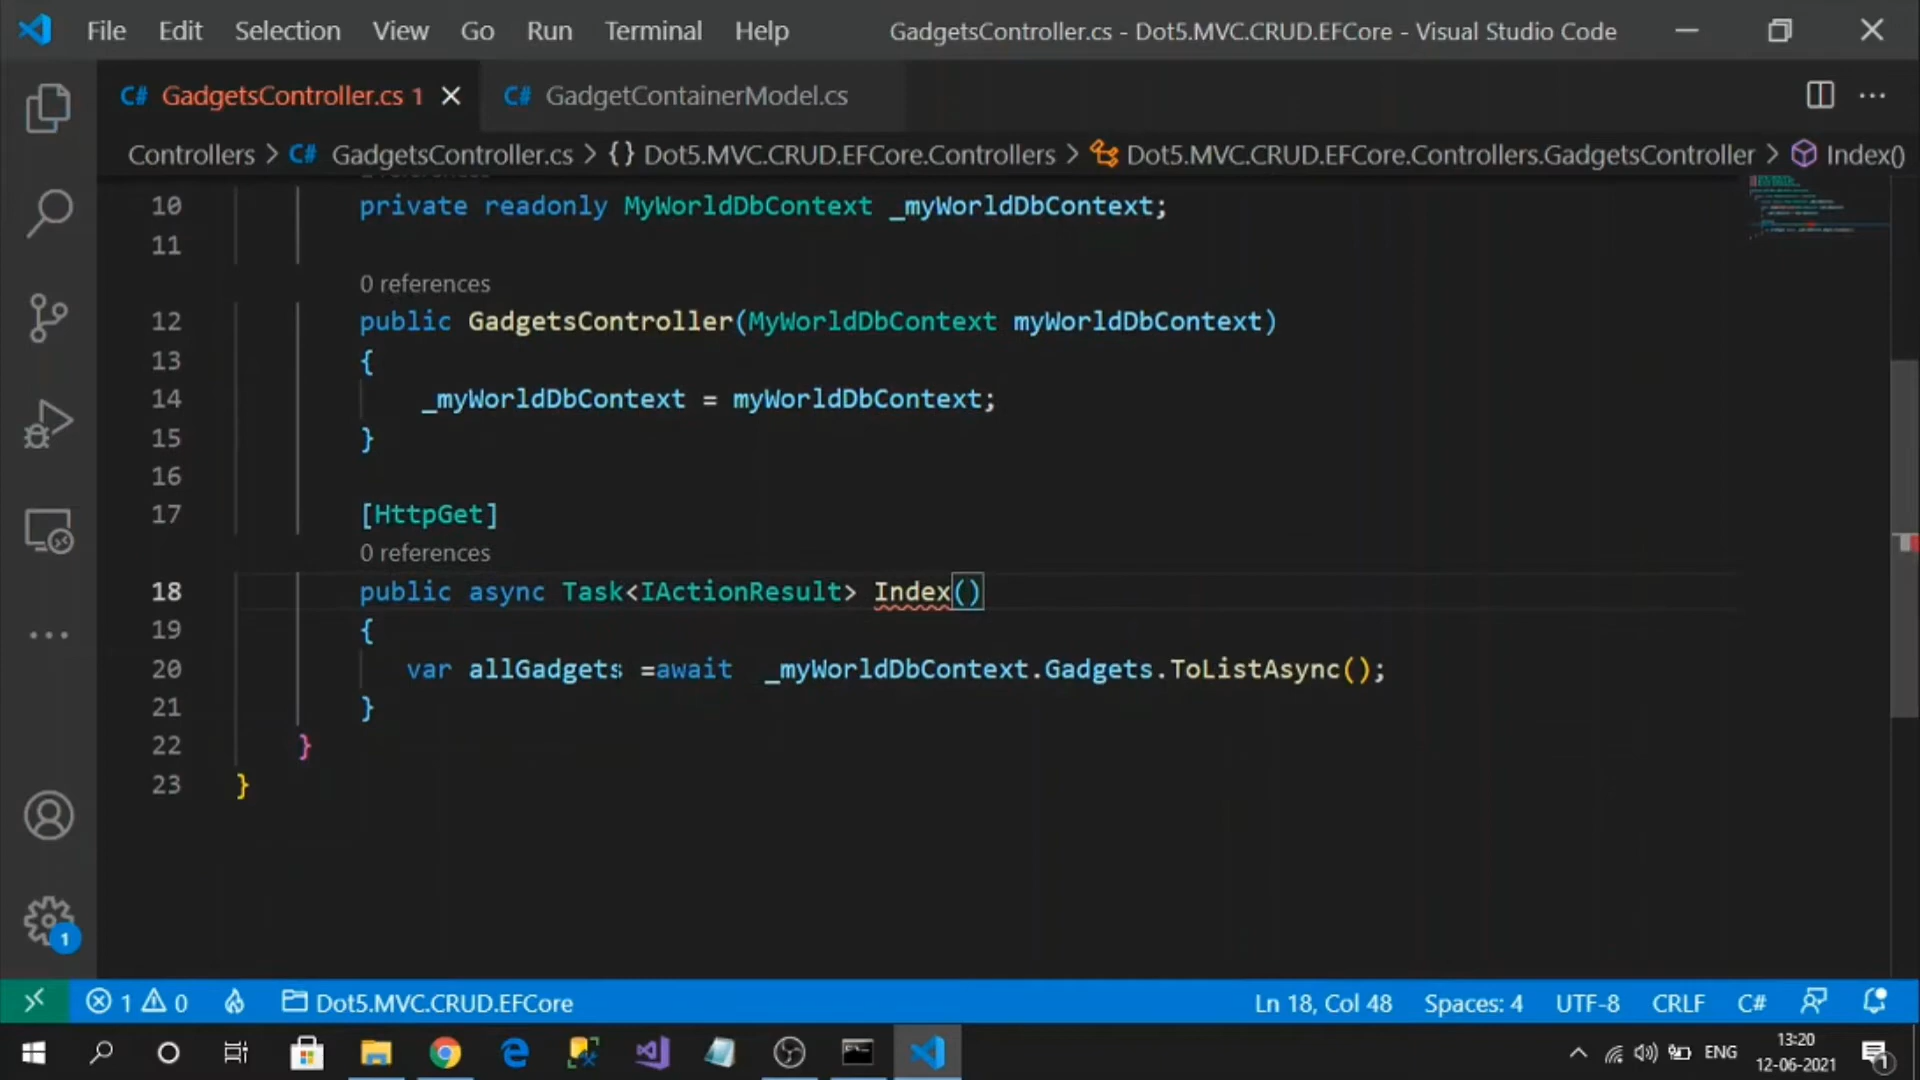 File Edit Selection View Go Run Terminal Help GadgetsController.cs - Dot5.MVC.CRUD.EFCore - Visual Studio Code
C# GadgetsController.cs 1 C# GadgetContainerModel.cs
Controllers > C# GadgetsController.cs > {} Dot5.MVC.CRUD.EFCore.Controllers > Dot5.MVC.CRUD.EFCore.Controllers.GadgetsController > Index()
10 private readonly MyWorldDbContext _myWorldDbContext;
11
0 references
12 public GadgetsController(MyWorldDbContext myWorldDbContext)
13 {
14 _myWorldDbContext = myWorldDbContext;
15 }
16
17 [HttpGet]
0 references
18 public async Task<IActionResult> Index()
19 {
20 var allGadgets =await _myWorldDbContext.Gadgets.ToListAsync();
21 }
22 }
23 }
1
1 0 Dot5.MVC.CRUD.EFCore Ln 18, Col 48 Spaces: 4 UTF-8 CRLF C#
ENG 13:20
12-06-2021 1